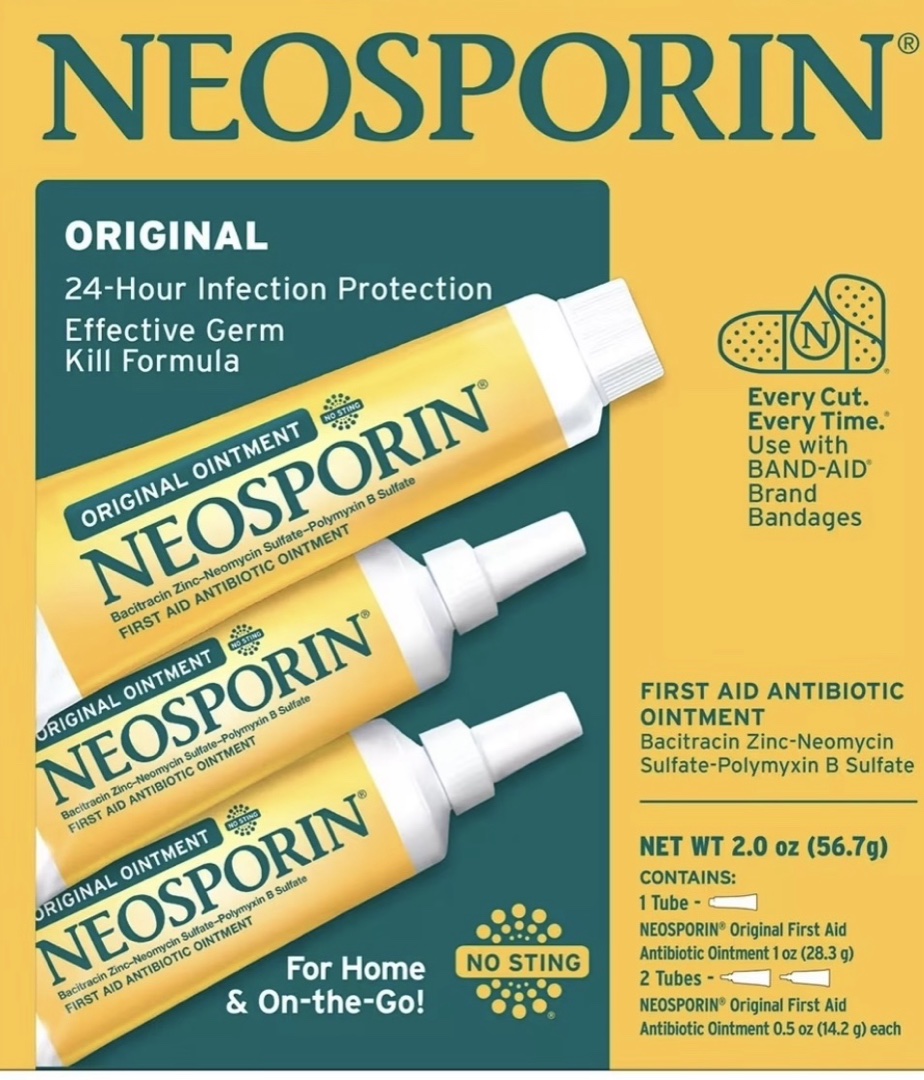 NEOSPORIN®
ORIGINAL
24-Hour Infection Protection
Effective Germ
Kill Formula
ORIGINAL OINTMENT
NO STING
NEOSPORIN®
Bacitracin Zinc-Neomycin Sulfate-Polymyxin B Sulfate
FIRST AID ANTIBIOTIC OINTMENT
ORIGINAL OINTMENT
NO STING
NEOSPORIN®
Bacitracin Zinc-Neomycin Sulfate-Polymyxin B Sulfate
FIRST AID ANTIBIOTIC OINTMENT
ORIGINAL OINTMENT
NO STING
NEOSPORIN®
Bacitracin Zinc-Neomycin Sulfate-Polymyxin B Sulfate
FIRST AID ANTIBIOTIC OINTMENT
For Home
& On-the-Go!
NO STING®
N®
Every Cut.
Every Time.®
Use with
BAND-AID®
Brand
Bandages
FIRST AID ANTIBIOTIC
OINTMENT
Bacitracin Zinc-Neomycin
Sulfate-Polymyxin B Sulfate
NET WT 2.0 oz (56.7g)
CONTAINS:
1 Tube -
NEOSPORIN® Original First Aid
Antibiotic Ointment 1 oz (28.3 g)
2 Tubes -
NEOSPORIN® Original First Aid
Antibiotic Ointment 0.5 oz (14.2 g) each